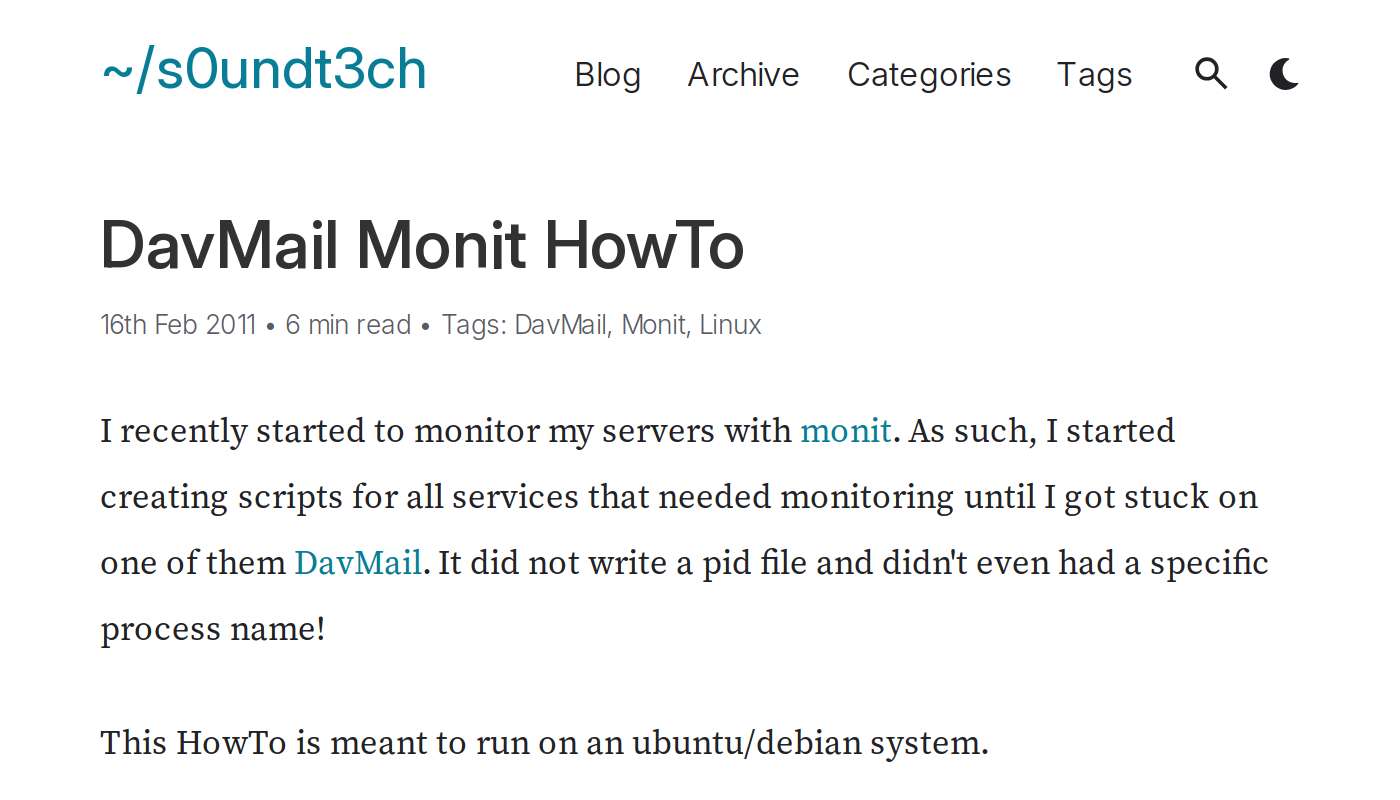 ~/s0undt3ch
Blog Archive Categories Tags
DavMail Monit HowTo
16th Feb 2011 • 6 min read • Tags: DavMail, Monit, Linux
I recently started to monitor my servers with monit. As such, I started
creating scripts for all services that needed monitoring until I got stuck on
one of them DavMail. It did not write a pid file and didn't even had a specific
process name!
This HowTo is meant to run on an ubuntu/debian system.